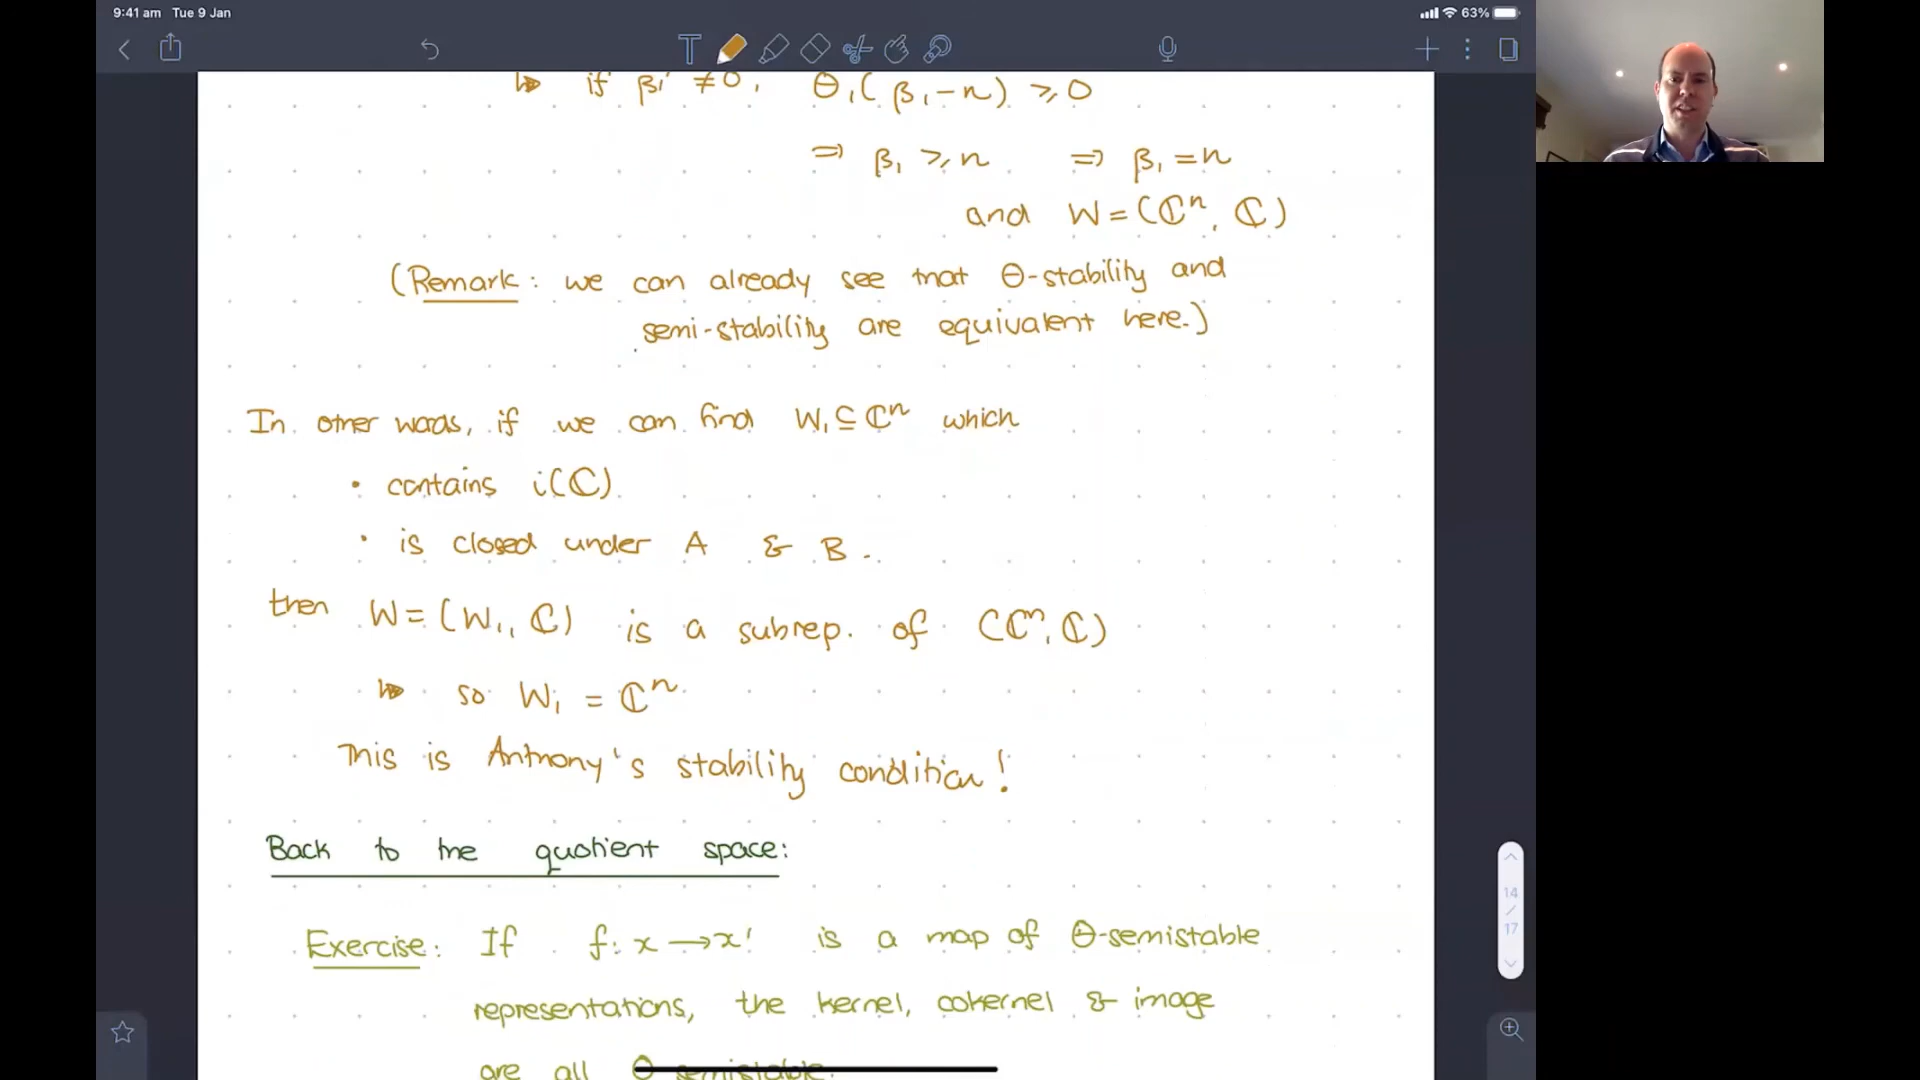 9:41 am Tue 9 Jan 63%
↳ if β₁ ≠ 0, Θ₁(β₁ − n) ⩾ 0
⇒ β₁ ⩾ n ⇒ β₁ = n
and W = (ℂⁿ, ℂ)
(Remark: we can already see that Θ-stability and
semi-stability are equivalent here.)
In other words, if we can find W₁ ⊆ ℂⁿ which
• contains i(ℂ)
• is closed under A & B.
then W = (W₁, ℂ) is a subrep. of (ℂⁿ, ℂ)
↳ so W₁ = ℂⁿ
This is Anthony's stability condition!
Back to the quotient space:
14
/
17
Exercise: If f: x → x' is a map of Θ-semistable
representations, the kernel, cokernel & image
are all Θ-semistable.